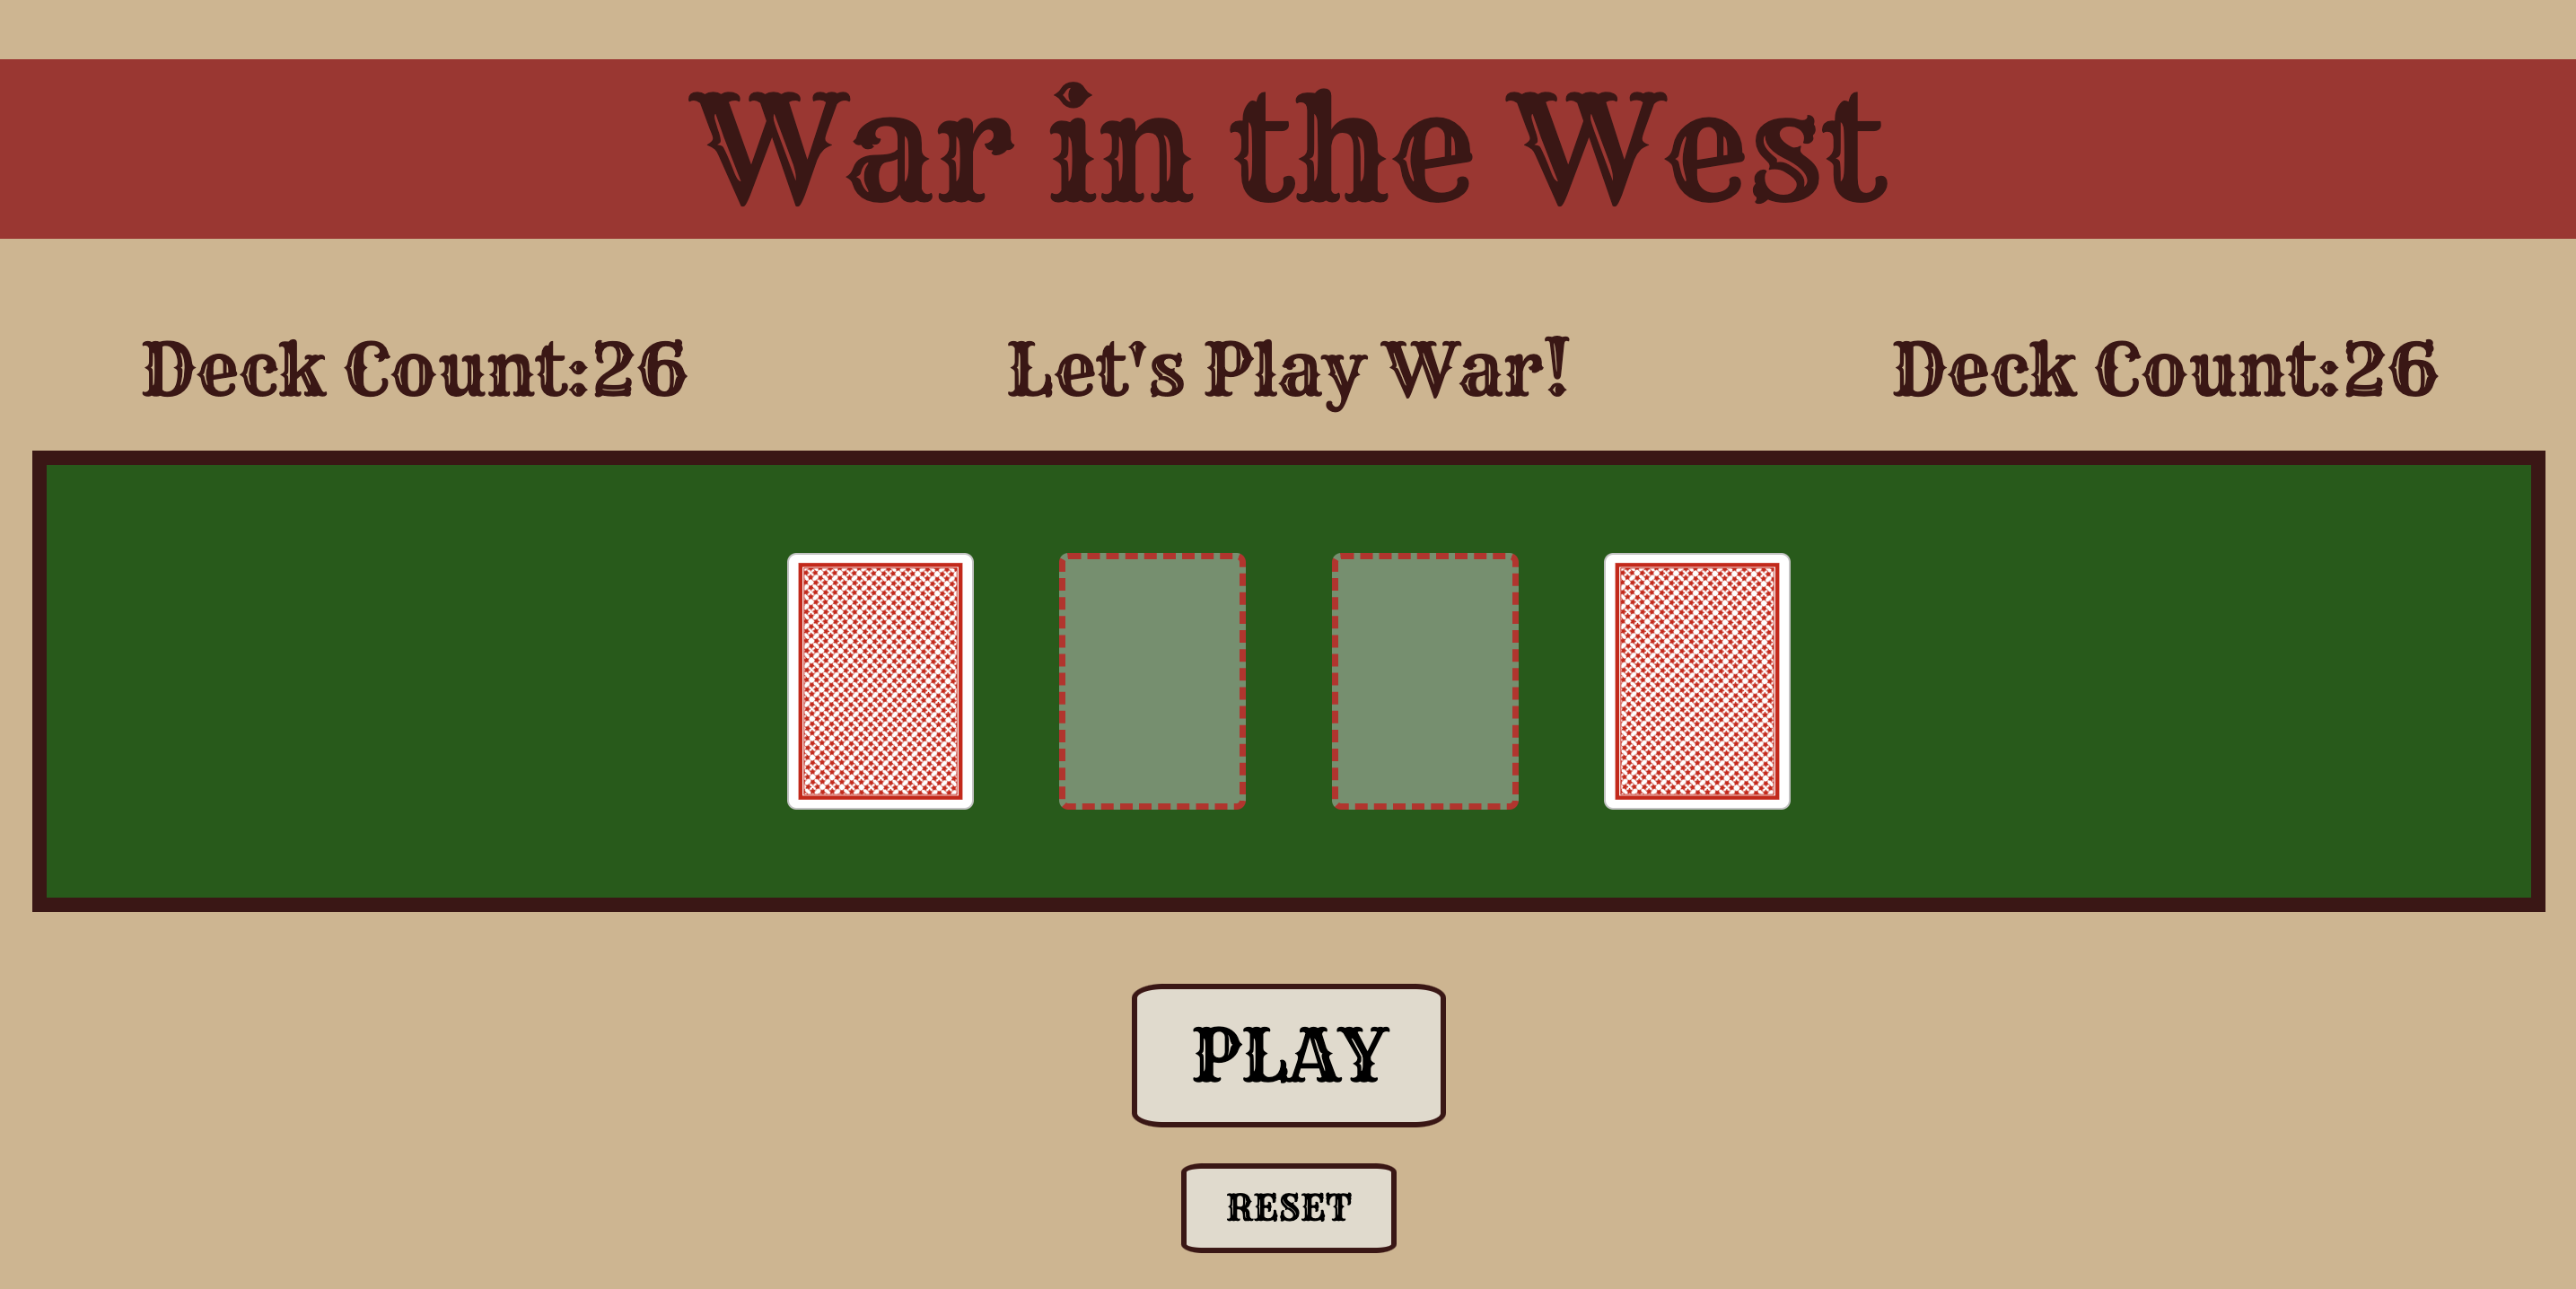 War in the West
Deck Count:26
Let's Play War!
Deck Count:26
PLAY
RESET